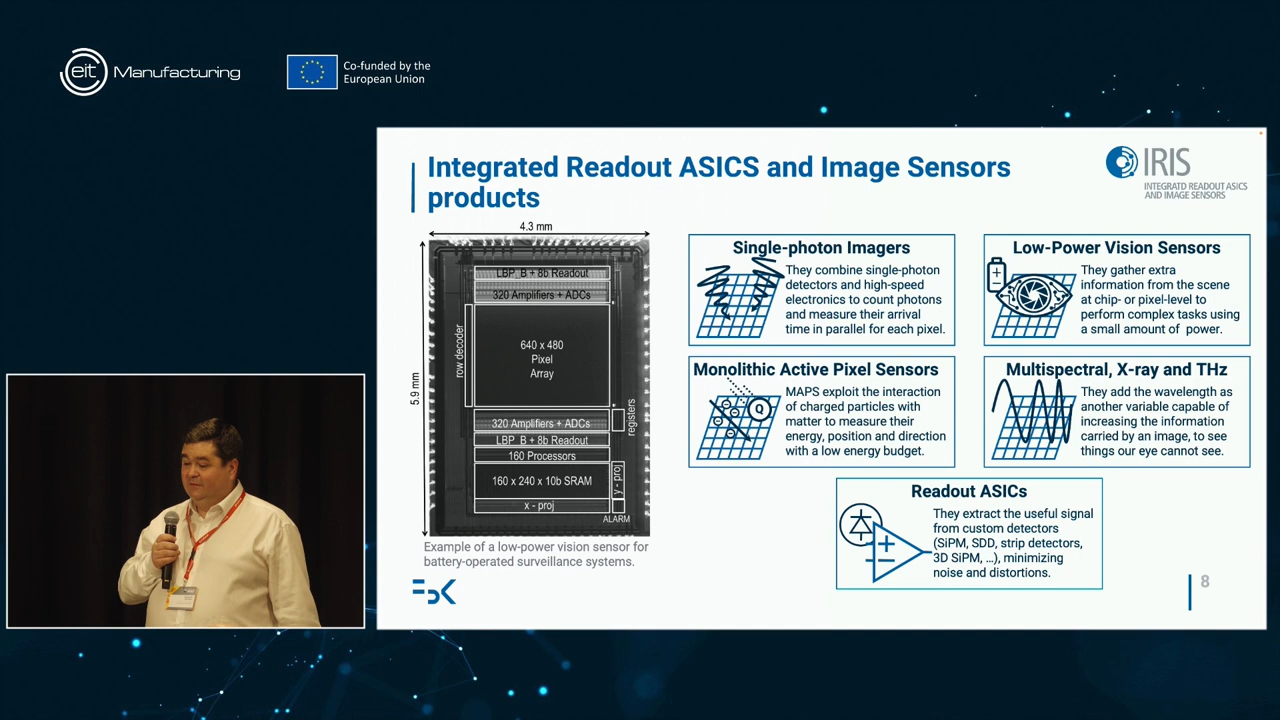 eit Manufacturing
Co-funded by the
European Union
Integrated Readout ASICS and Image Sensors
products
IRIS
INTEGRATD READOUT ASICS
AND IMAGE SENSORS
4.3 mm
5.9 mm
LBP_B + 8b Readout
320 Amplifiers + ADCs
row decoder
640 x 480
Pixel
Array
320 Amplifiers + ADCs
registers
LBP_B + 8b Readout
160 Processors
160 x 240 x 10b SRAM
y - proj
x - proj
ALARM
Example of a low-power vision sensor for
battery-operated surveillance systems.
Single-photon Imagers
They combine single-photon
detectors and high-speed
electronics to count photons
and measure their arrival
time in parallel for each pixel.
Low-Power Vision Sensors
They gather extra
information from the scene
at chip- or pixel-level to
perform complex tasks using
a small amount of power.
Monolithic Active Pixel Sensors
Q
MAPS exploit the interaction
of charged particles with
matter to measure their
energy, position and direction
with a low energy budget.
Multispectral, X-ray and THz
They add the wavelength as
another variable capable of
increasing the information
carried by an image, to see
things our eye cannot see.
Readout ASICs
They extract the useful signal
from custom detectors
(SiPM, SDD, strip detectors,
3D SiPM, …), minimizing
noise and distortions.
FBK
8